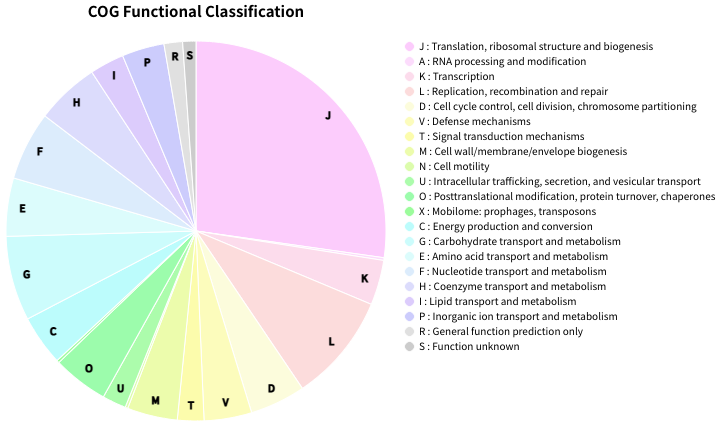 COG Functional Classification
J
K
L
D
V
T
M
U
O
C
G
E
F
H
I
P
R
S
J : Translation, ribosomal structure and biogenesis
A : RNA processing and modification
K : Transcription
L : Replication, recombination and repair
D : Cell cycle control, cell division, chromosome partitioning
V : Defense mechanisms
T : Signal transduction mechanisms
M : Cell wall/membrane/envelope biogenesis
N : Cell motility
U : Intracellular trafficking, secretion, and vesicular transport
O : Posttranslational modification, protein turnover, chaperones
X : Mobilome: prophages, transposons
C : Energy production and conversion
G : Carbohydrate transport and metabolism
E : Amino acid transport and metabolism
F : Nucleotide transport and metabolism
H : Coenzyme transport and metabolism
I : Lipid transport and metabolism
P : Inorganic ion transport and metabolism
R : General function prediction only
S : Function unknown